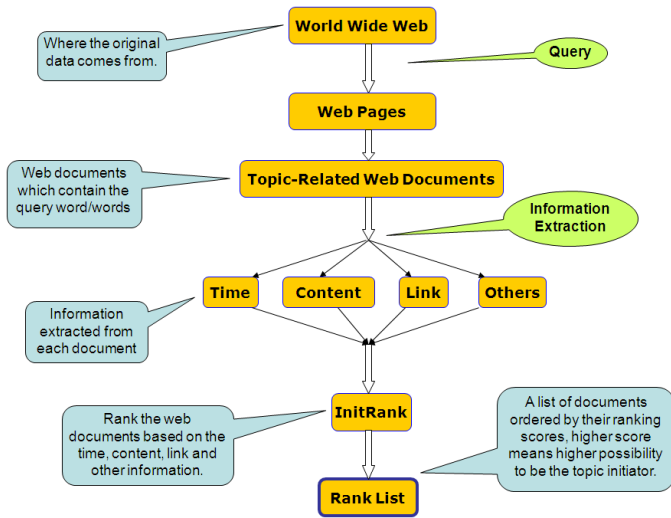 World Wide Web
Where the original
data comes from.
Query
Web Pages
Web documents
which contain the
query word/words
Topic-Related Web Documents
Information
Extraction
Time
Content
Link
Others
Information
extracted from
each document
Rank the web
documents based on the
time, content, link and
other information.
InitRank
A list of documents
ordered by their ranking
scores, higher score
means higher possibility
to be the topic initiator.
Rank List